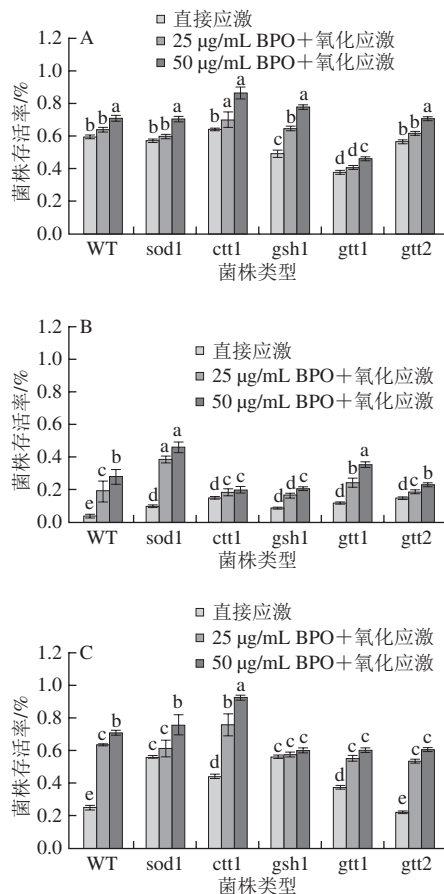 A
直接应激
25 μg/mL BPO＋氧化应激
50 μg/mL BPO＋氧化应激
菌株存活率/%
1.2
1.0
0.8
0.6
0.4
0.2
0.0
b b a
b b a
b a a
c b a
d d c
b b a
WT sod1 ctt1 gsh1 gtt1 gtt2
菌株类型
B
直接应激
25 μg/mL BPO＋氧化应激
50 μg/mL BPO＋氧化应激
菌株存活率/%
1.2
1.0
0.8
0.6
0.4
0.2
0.0
e c b
d a a
d c c
d d c
d b a
d c b
WT sod1 ctt1 gsh1 gtt1 gtt2
菌株类型
C
直接应激
25 μg/mL BPO＋氧化应激
50 μg/mL BPO＋氧化应激
菌株存活率/%
1.2
1.0
0.8
0.6
0.4
0.2
0.0
e c b
c c b
d b a
c c c
d c c
e c c
WT sod1 ctt1 gsh1 gtt1 gtt2
菌株类型